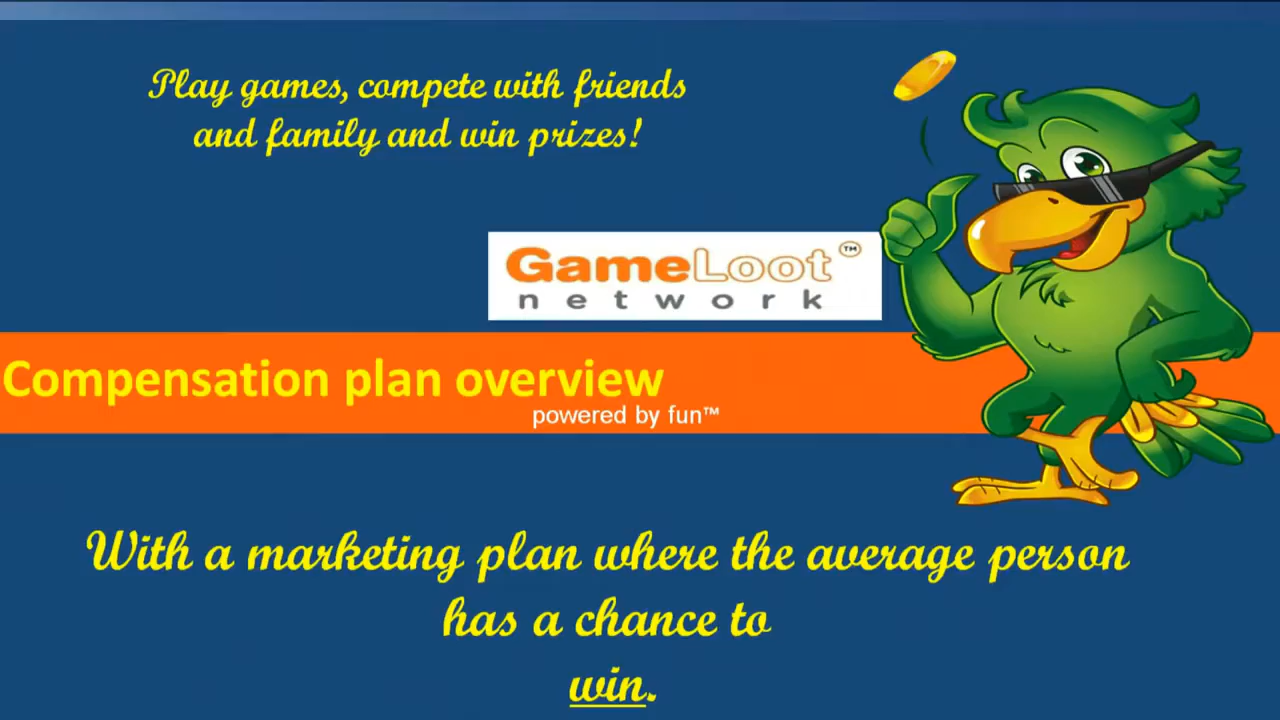 Play games, compete with friends
and family and win prizes!
GameLoot™
network
Compensation plan overview
powered by fun™
With a marketing plan where the average person
has a chance to
win.